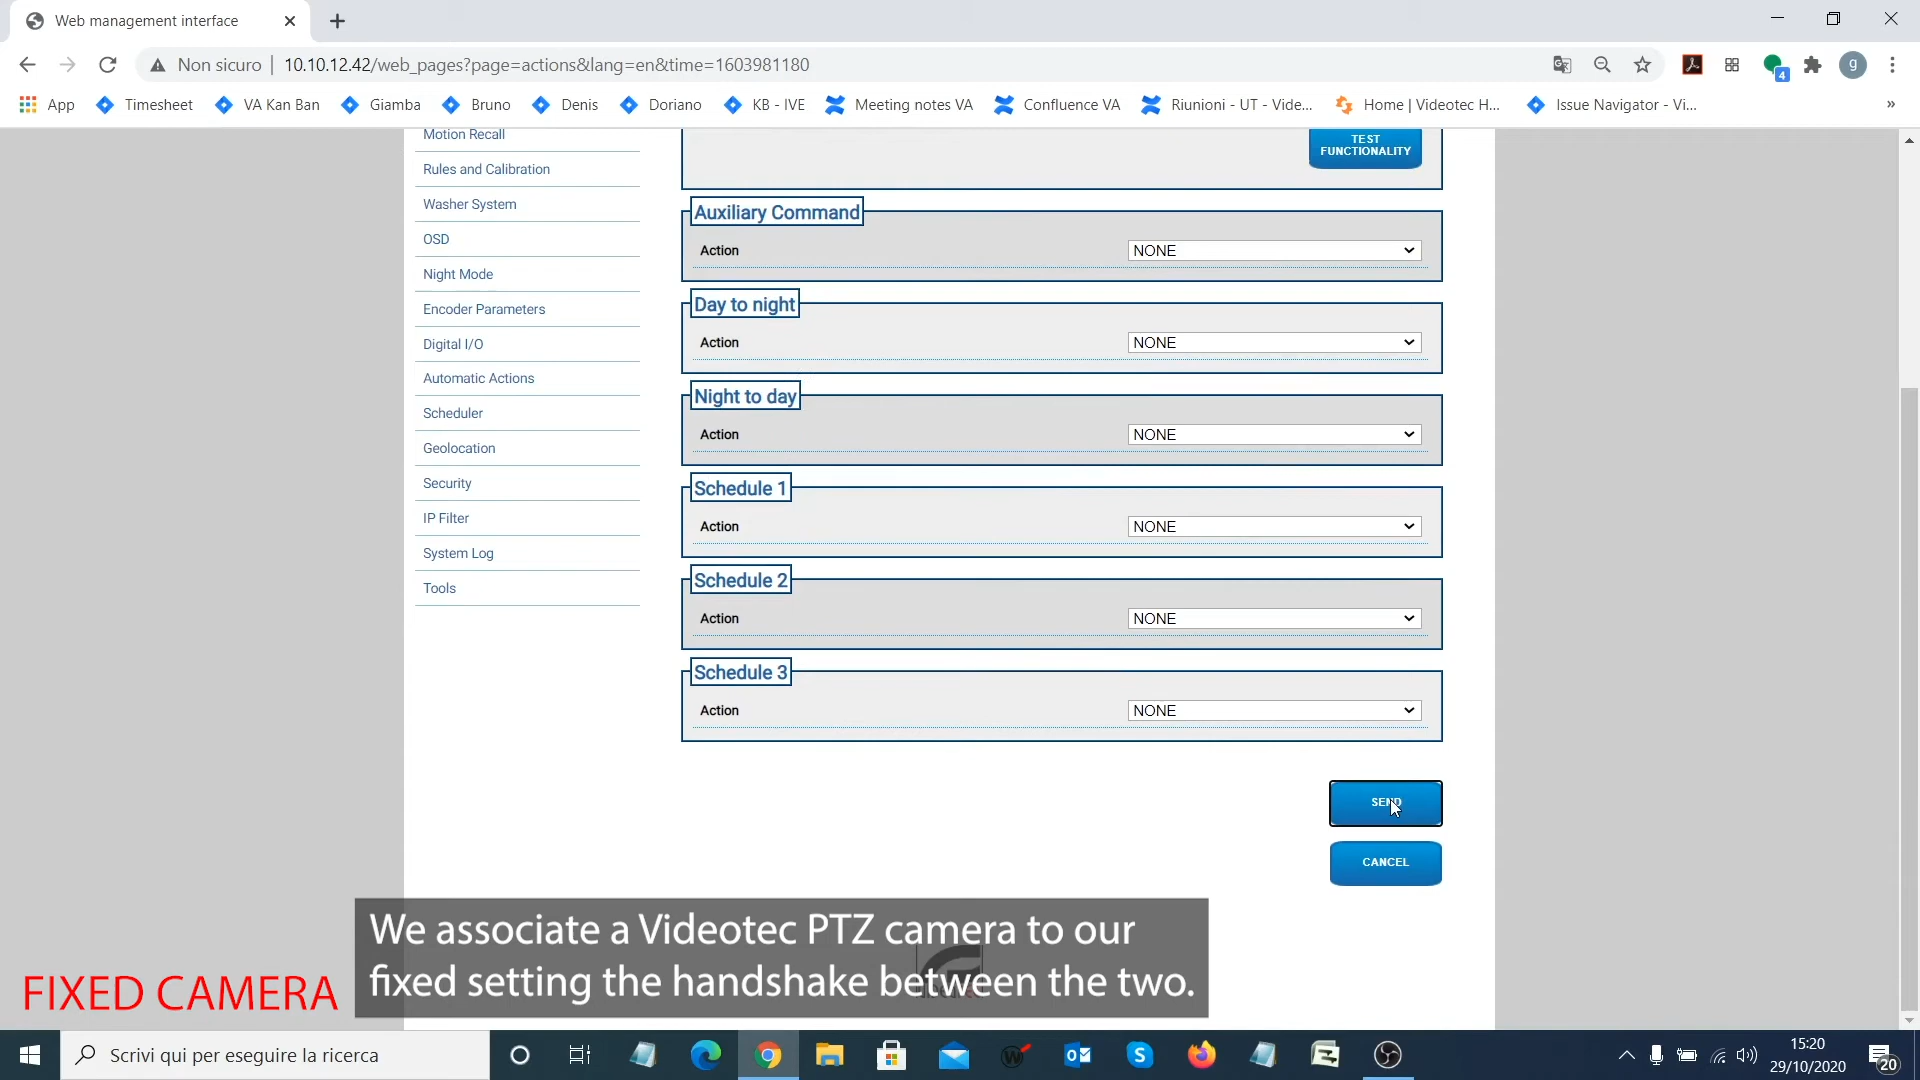 Web management interface
Non sicuro
10.10.12.42/web_pages?page=actions&lang=en&time=1603981180
g
4
App
Timesheet
VA Kan Ban
Giamba
Bruno
Denis
Doriano
KB - IVE
Meeting notes VA
Confluence VA
Riunioni - UT - Vide...
Home | Videotec H...
Issue Navigator - Vi...
»
Motion Recall
Rules and Calibration
Washer System
OSD
Night Mode
Encoder Parameters
Digital I/O
Automatic Actions
Scheduler
Geolocation
Security
IP Filter
System Log
Tools
TEST
FUNCTIONALITY
Auxiliary Command
Action NONE
Day to night
Action NONE
Night to day
Action NONE
Schedule 1
Action NONE
Schedule 2
Action NONE
Schedule 3
Action NONE
SEND
CANCEL
We associate a Videotec PTZ camera to our
fixed setting the handshake between the two.
FIXED CAMERA
Scrivi qui per eseguire la ricerca
15:20
29/10/2020
20